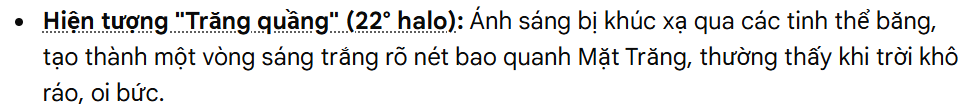 • Hiện tượng "Trăng quầng" (22° halo): Ánh sáng bị khúc xạ qua các tinh thể băng,
tạo thành một vòng sáng trắng rõ nét bao quanh Mặt Trăng, thường thấy khi trời khô
ráo, oi bức.